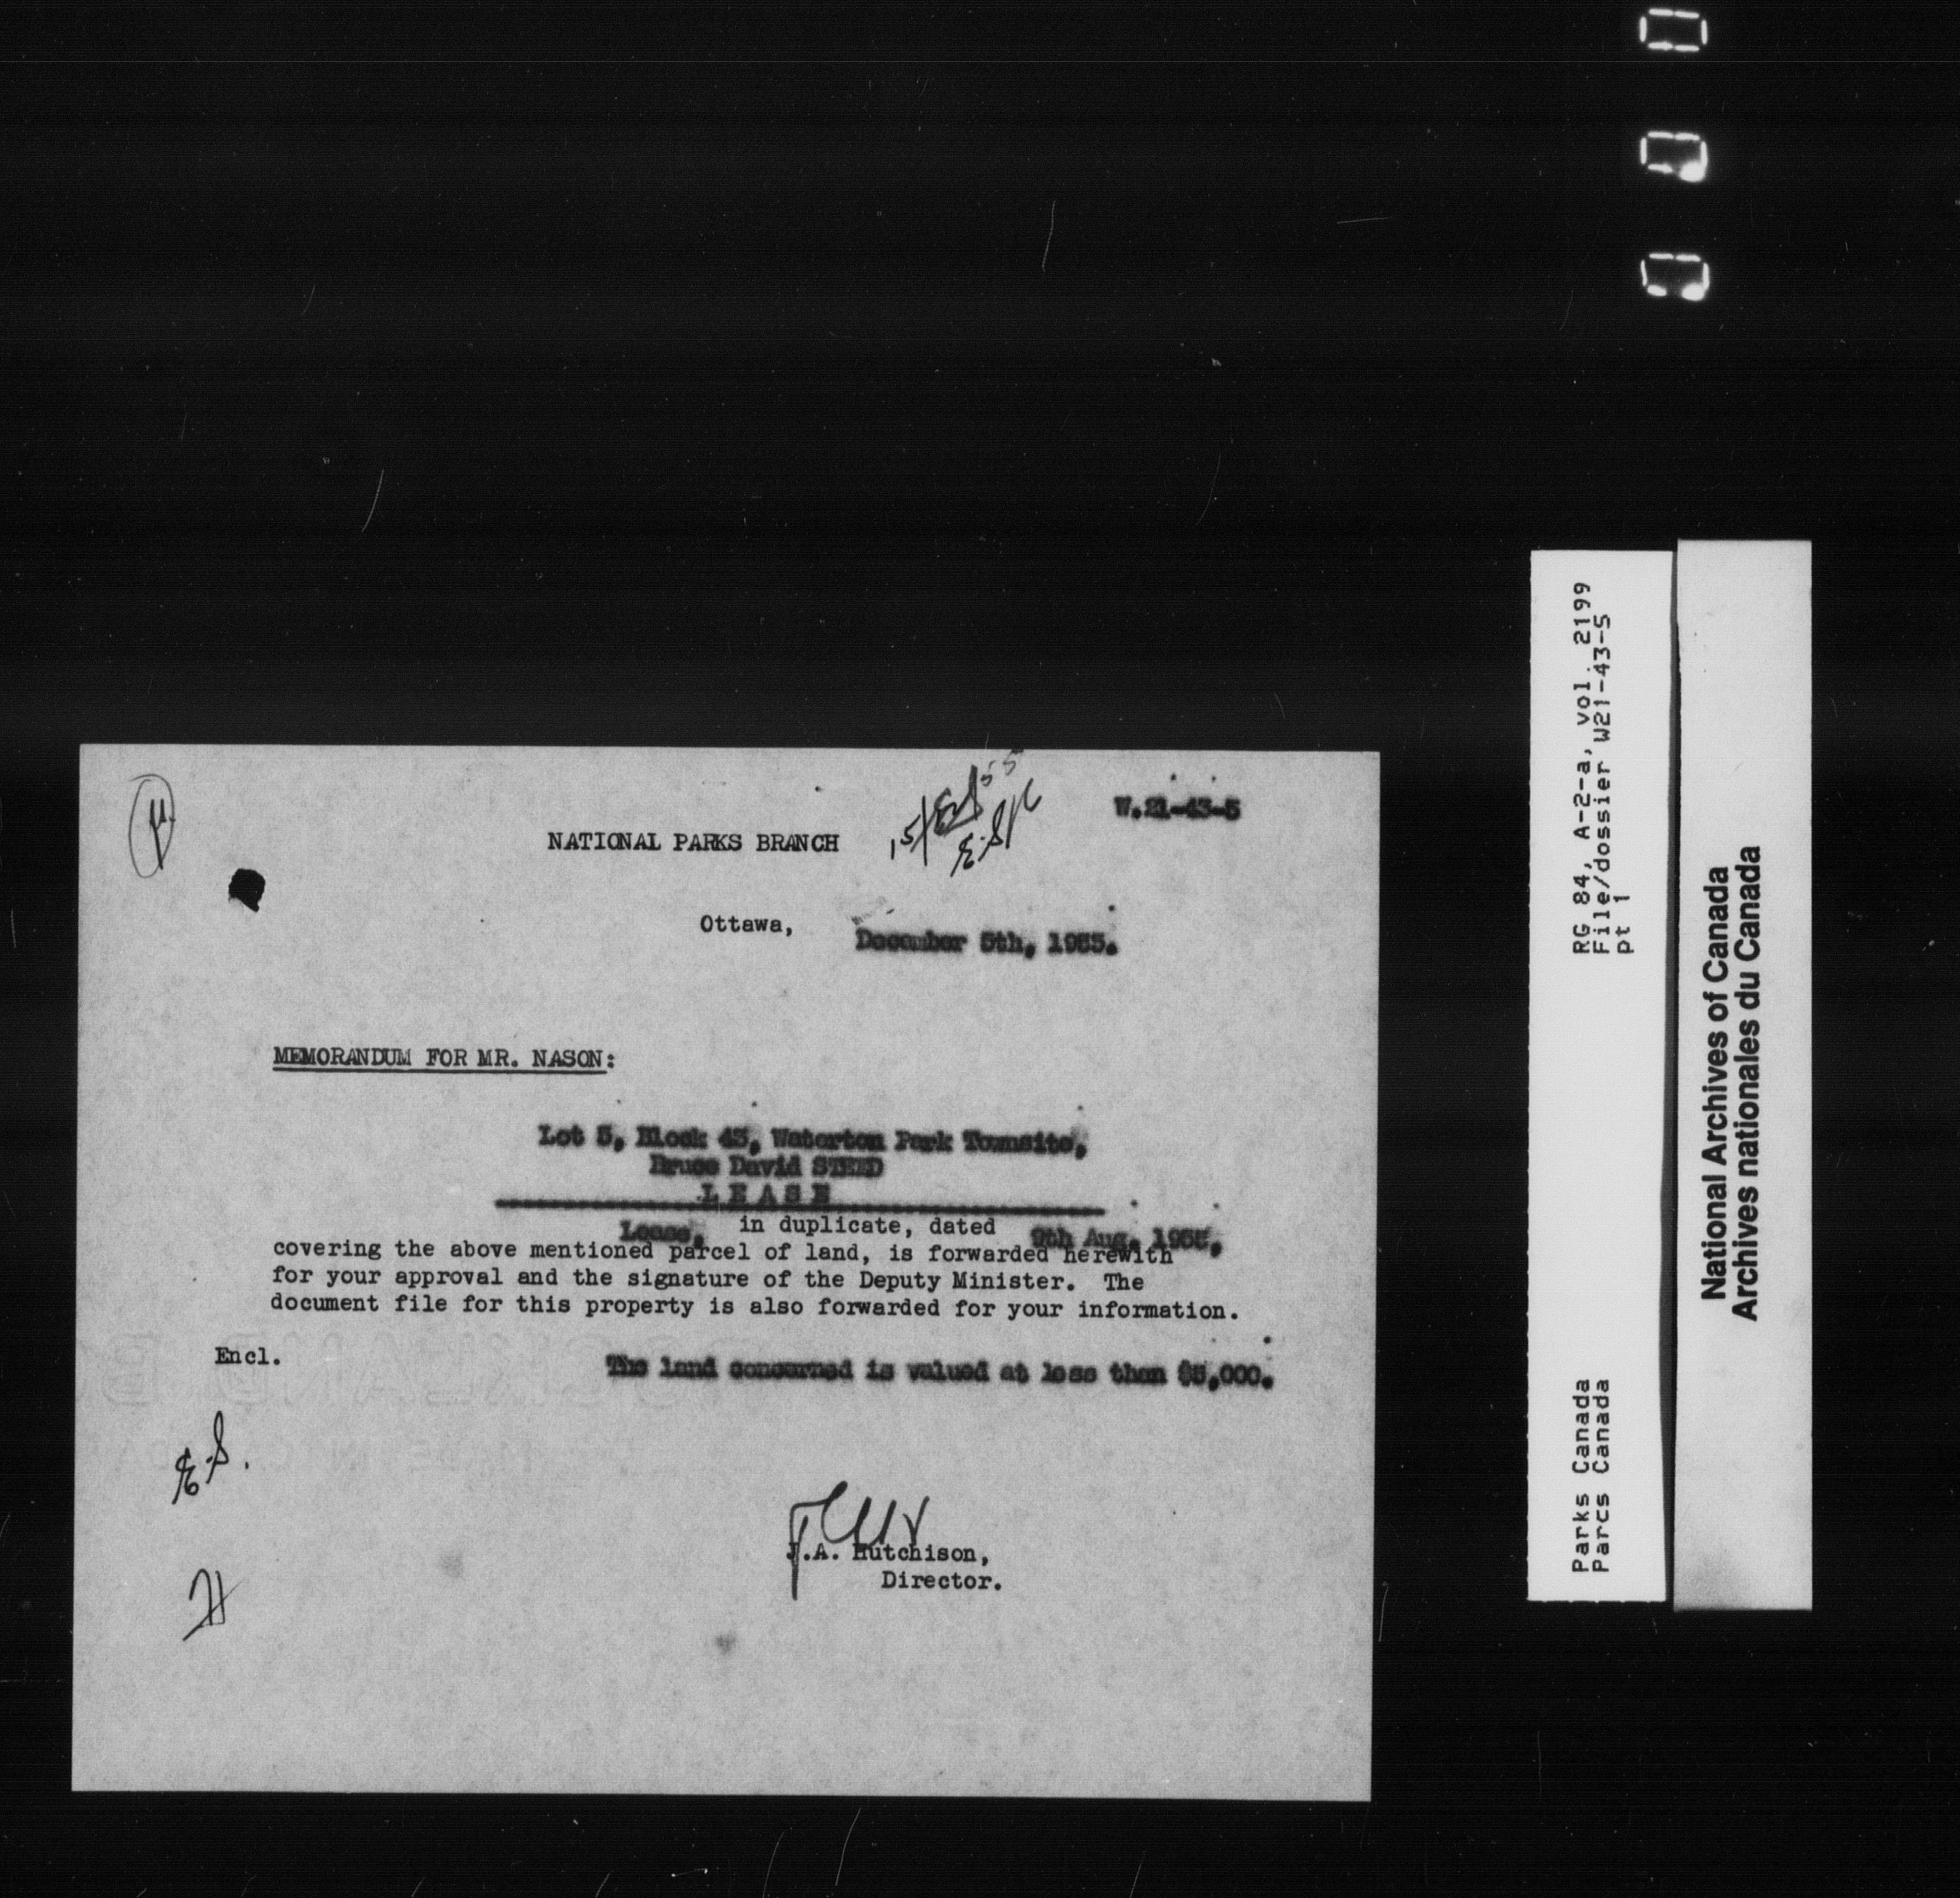 W.21-43-5
NATIONAL PARKS BRANCH
Ottawa, December 5th, 1955.
MEMORANDUM FOR MR. NASON:
Lot 5, Block 43, Waterton Park Townsite,
Bruce David STEED
LEASE
Lease, in duplicate, dated 9th Aug. 1955,
covering the above mentioned parcel of land, is forwarded herewith
for your approval and the signature of the Deputy Minister. The
document file for this property is also forwarded for your information.
Encl.
The land concerned is valued at less than $5,000.
E.S.
J.A. Hutchison,
Director.
RG 84, A-2-a, vol. 2199
File/dossier W21-43-5
pt 1
Parks Canada
Parcs Canada
National Archives of Canada
Archives nationales du Canada